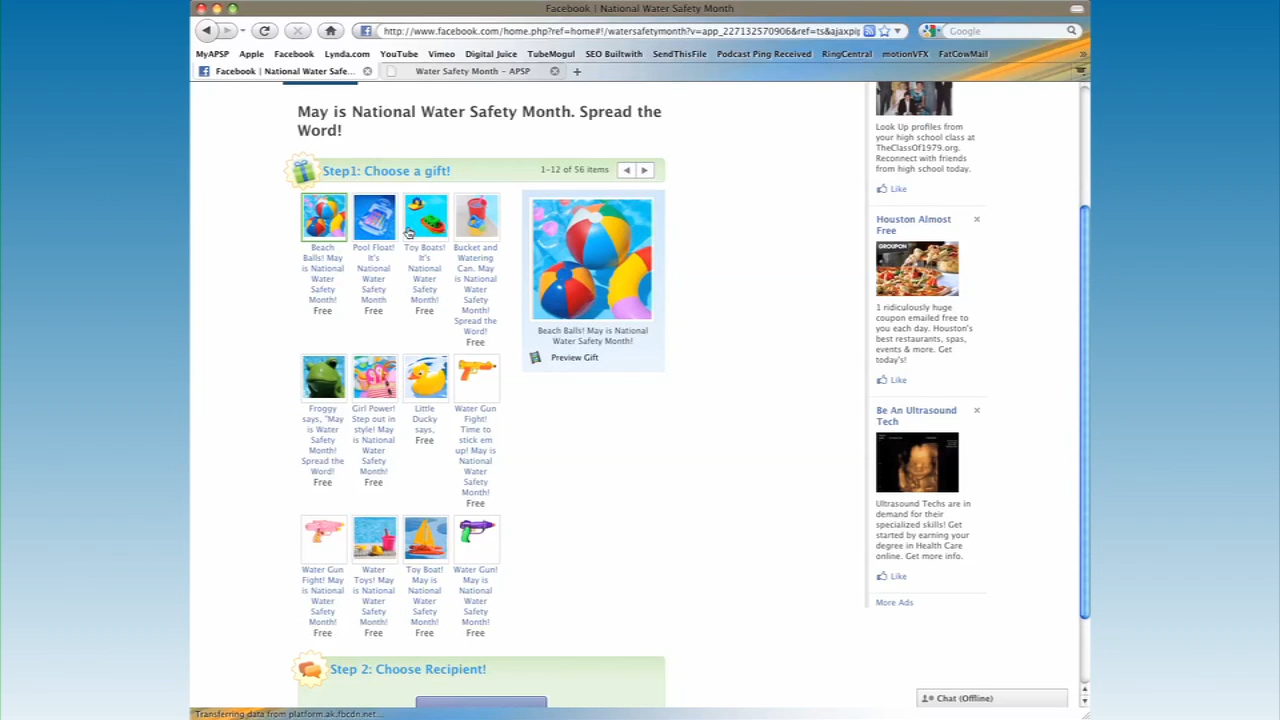 Facebook | National Water Safety Month
http://www.facebook.com/home.php?ref=home#!/watersafetymonth?v=app_227132570906&ref=ts&ajaxpip
Google
MyAPSP Apple Facebook Lynda.com YouTube Vimeo Digital Juice TubeMogul SEO Builtwith SendThisFile Podcast Ping Received RingCentral motionVFX FatCowMail »
Facebook | National Water Safe...
Water Safety Month – APSP
May is National Water Safety Month. Spread the
Word!
Step1: Choose a gift!
1-12 of 56 items
Beach
Balls! May
is National
Water
Safety
Month!
Free
Pool Float!
It's
National
Water
Safety
Month
Free
Toy Boats!
It's
National
Water
Safety
Month!
Free
Bucket and
Watering
Can. May
is National
Water
Safety
Month!
Spread the
Word!
Free
Beach Balls! May is National
Water Safety Month!
Preview Gift
Froggy
says, "May
is Water
Safety
Month!
Spread the
Word!
Free
Girl Power!
Step out in
style! May
is National
Water
Safety
Month!
Free
Little
Ducky
says,
Free
Water Gun
Fight!
Time to
stick em
up! May is
National
Water
Safety
Month!
Free
Water Gun
Fight! May
is National
Water
Safety
Month!
Free
Water
Toys! May
is National
Water
Safety
Month!
Free
Toy Boat!
May is
National
Water
Safety
Month!
Free
Water Gun!
May is
National
Water
Safety
Month!
Free
Step 2: Choose Recipient!
Look Up profiles from
your high school class at
TheClassOf1979.org.
Reconnect with friends
from high school today.
Like
Houston Almost
Free
GROUPON
1 ridiculously huge
coupon emailed free to
you each day. Houston's
best restaurants, spas,
events & more. Get
today's!
Like
Be An Ultrasound
Tech
Ultrasound Techs are in
demand for their
specialized skills! Get
started by earning your
degree in Health Care
online. Get more info.
Like
More Ads
Chat (Offline)
Transferring data from platform.ak.fbcdn.net...